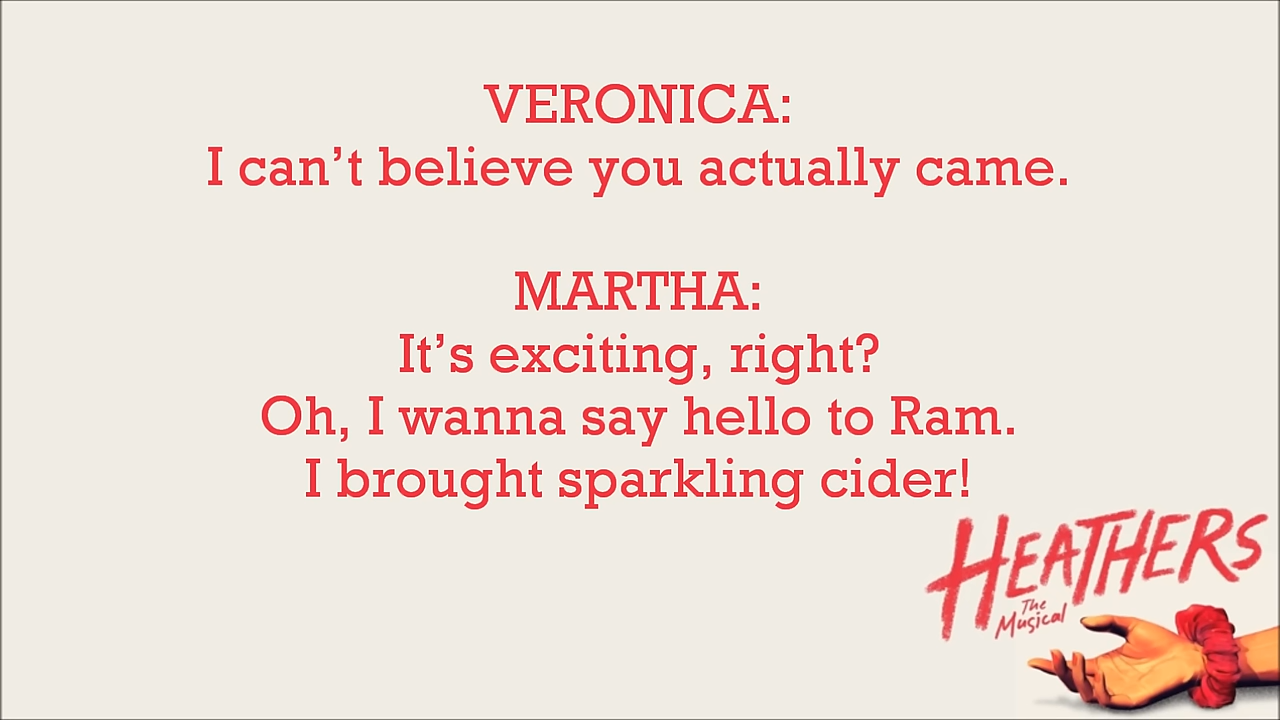 VERONICA:
I can’t believe you actually came.
MARTHA:
It’s exciting, right?
Oh, I wanna say hello to Ram.
I brought sparkling cider!
HEATHERS
The
Musical